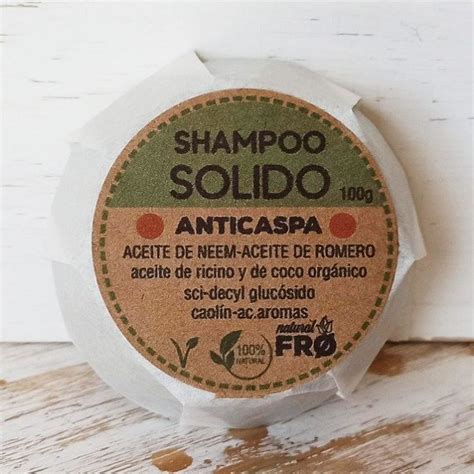 SHAMPOO
SOLIDO 100g
ANTICASPA
ACEITE DE NEEM-ACEITE DE ROMERO
aceite de ricino y de coco orgánico
sci-decyl glucósido
caolín-ac.aromas
natural
FRØ
V
100%
NATURAL